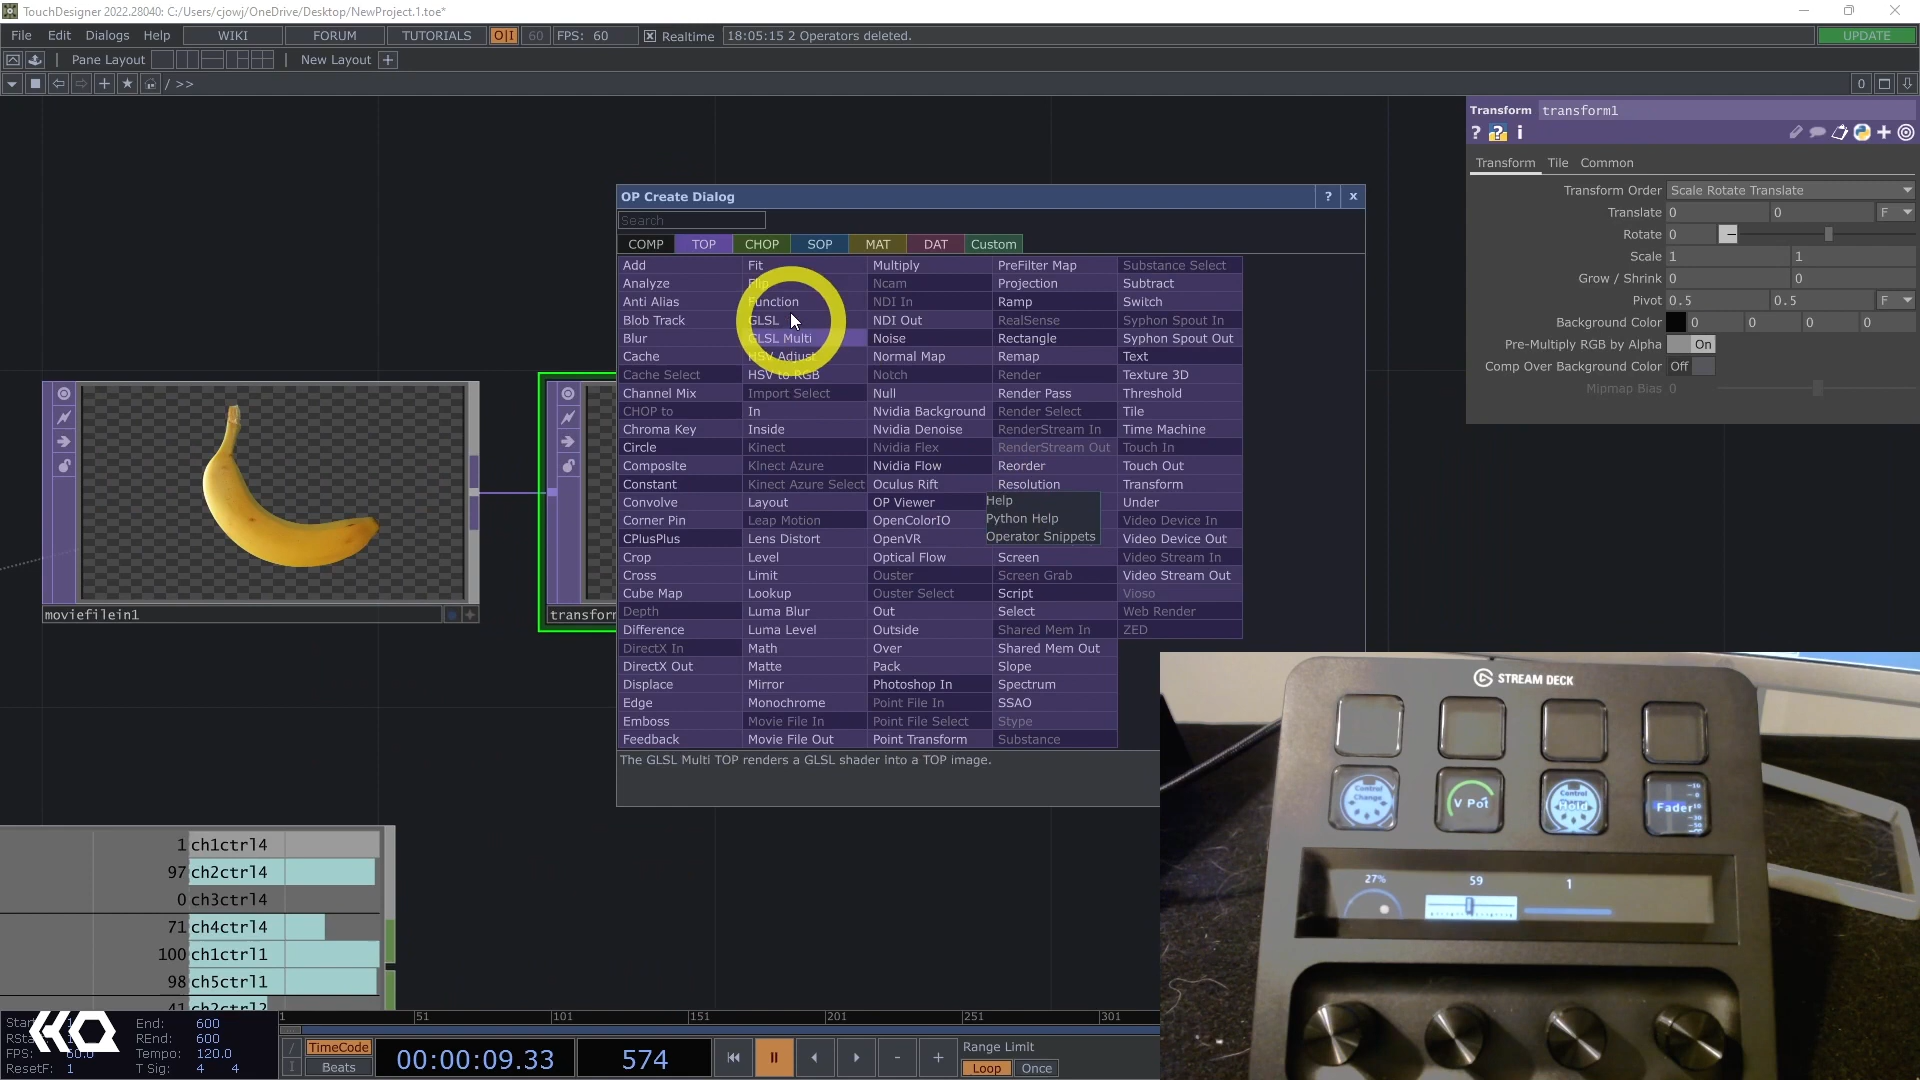 TouchDesigner 2022.28040: C:/Users/cjowj/OneDrive/Desktop/NewProject.1.toe*
File Edit Dialogs Help WIKI FORUM TUTORIALS O|I 60 FPS: 60 Realtime 18:05:15 2 Operators deleted. UPDATE
Pane Layout New Layout
/ >> 0
Transform transform1
Transform Tile Common
Transform Order Scale Rotate Translate
Translate 0 0 F
Rotate 0
Scale 1 1
Grow / Shrink 0 0
Pivot 0.5 0.5 F
Background Color 0 0 0 0
Pre-Multiply RGB by Alpha On
Comp Over Background Color Off
Mipmap Bias 0
OP Create Dialog ? x
Search
COMP TOP CHOP SOP MAT DAT Custom
Add Fit Multiply PreFilter Map Substance Select
Analyze Flip Ncam Projection Subtract
Anti Alias Function NDI In Ramp Switch
Blob Track GLSL NDI Out RealSense Syphon Spout In
Blur GLSL Multi Noise Rectangle Syphon Spout Out
Cache HSV Adjust Normal Map Remap Text
Cache Select HSV to RGB Notch Render Texture 3D
Channel Mix Import Select Null Render Pass Threshold
CHOP to In Nvidia Background Render Select Tile
Chroma Key Inside Nvidia Denoise RenderStream In Time Machine
Circle Kinect Nvidia Flex RenderStream Out Touch In
Composite Kinect Azure Nvidia Flow Reorder Touch Out
Constant Kinect Azure Select Oculus Rift Resolution Transform
Convolve Layout OP Viewer Help Under
Corner Pin Leap Motion OpenColorIO Python Help Video Device In
CPlusPlus Lens Distort OpenVR Operator Snippets Video Device Out
Crop Level Optical Flow Screen Video Stream In
Cross Limit Ouster Screen Grab Video Stream Out
Cube Map Lookup Ouster Select Script Vioso
Depth Luma Blur Out Select Web Render
Difference Luma Level Outside Shared Mem In ZED
DirectX In Math Over Shared Mem Out
DirectX Out Matte Pack Slope
Displace Mirror Photoshop In Spectrum
Edge Monochrome Point File In SSAO
Emboss Movie File In Point File Select Stype
Feedback Movie File Out Point Transform Substance
The GLSL Multi TOP renders a GLSL shader into a TOP image.
moviefilein1
transform
1 ch1ctrl4
97 ch2ctrl4
0 ch3ctrl4
71 ch4ctrl4
100 ch1ctrl1
98 ch5ctrl1
41 ch2ctrl2
STREAM DECK
Control Change V Pot Control Hold Fader
27% 59 1
1 51 101 151 201 251 301
End: 600
REnd: 600
FPS: 60.0 Tempo: 120.0
ResetF: 1 T Sig: 4 4
TimeCode
Beats
00:00:09.33 574
Range Limit
Loop Once
HQ